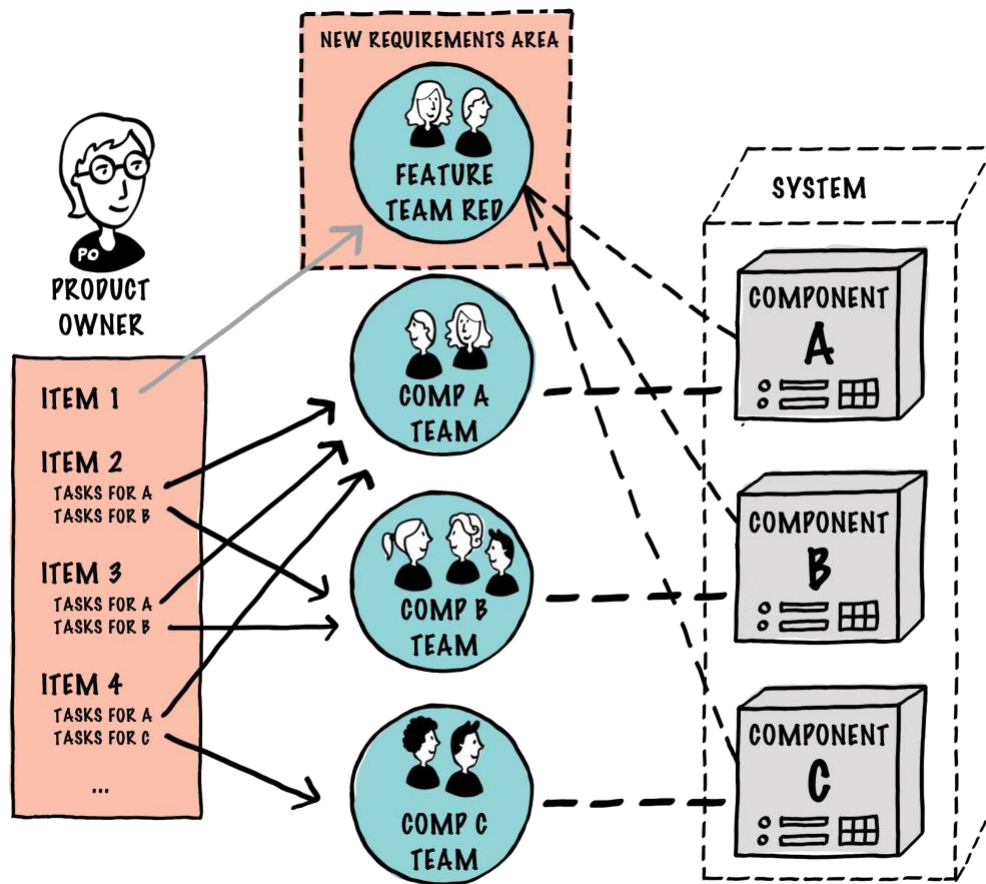 NEW REQUIREMENTS AREA
FEATURE
TEAM RED
PO
PRODUCT
OWNER
ITEM 1
ITEM 2
TASKS FOR A
TASKS FOR B
ITEM 3
TASKS FOR A
TASKS FOR B
ITEM 4
TASKS FOR A
TASKS FOR C
...
COMP A
TEAM
COMP B
TEAM
COMP C
TEAM
SYSTEM
COMPONENT
A
COMPONENT
B
COMPONENT
C